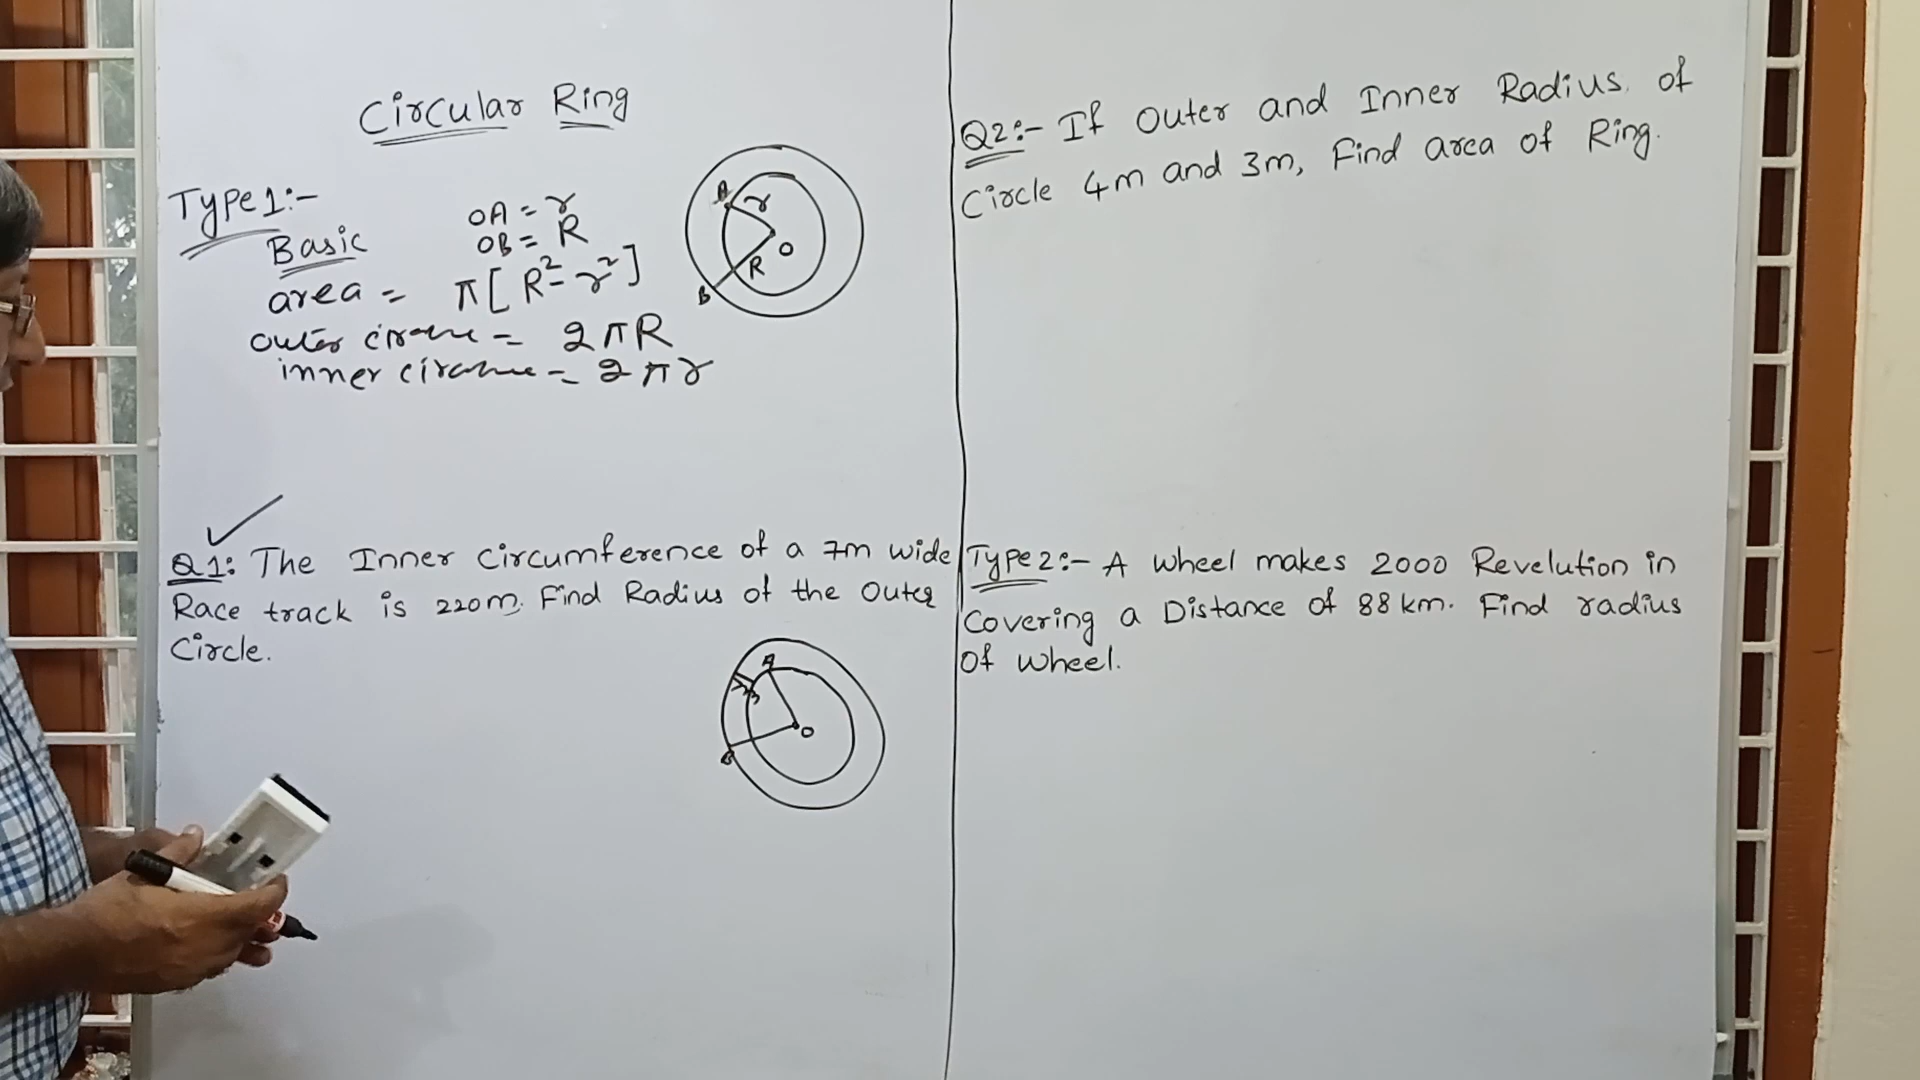 Circular Ring
Type 1:-
Basic
OA = r
OB = R
area = π[R²-r²]
outer = 2πR
inner = 2πr
A
r
O
R
B
Q1: The Inner Circumference of a 7m wide
Race track is 220m. Find Radius of the Outer
Circle.
A
O
B
Q2:- If Outer and Inner Radius of
Circle 4m and 3m, Find area of Ring.
Type 2:- A Wheel makes 2000 Revelution in
Covering a Distance of 88 km. Find radius
Of wheel.